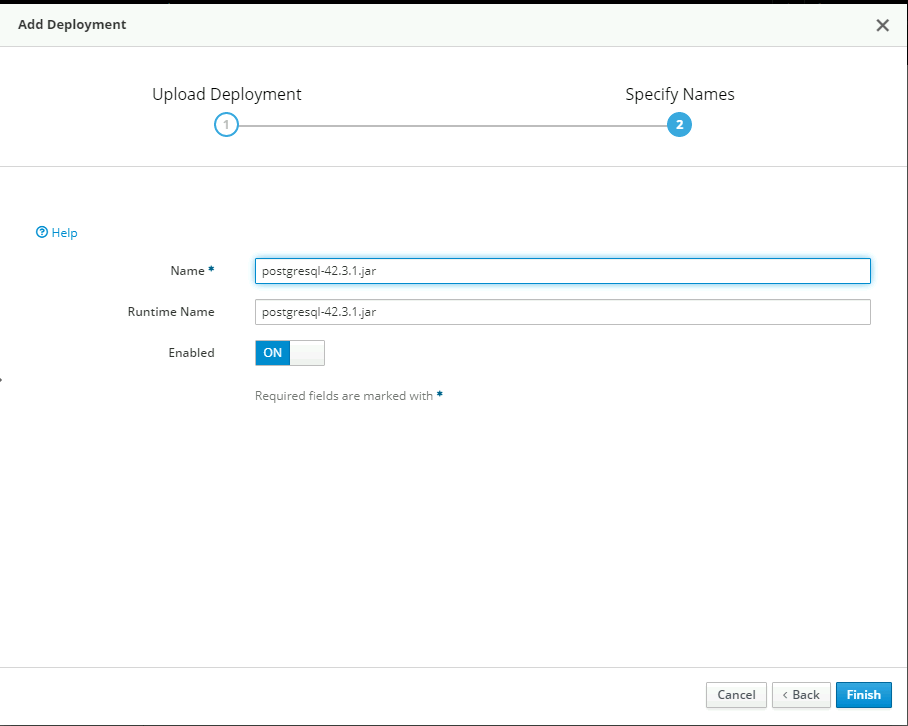 Add Deployment
Upload Deployment
Specify Names
1
2
Help
Name *
postgresql-42.3.1.jar
Runtime Name
postgresql-42.3.1.jar
Enabled
ON
Required fields are marked with *
Cancel
< Back
Finish